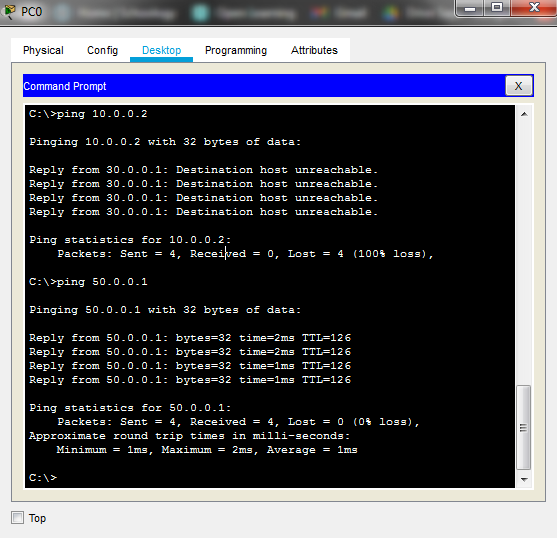 PC0
Physical Config Desktop Programming Attributes
Command Prompt
X
C:\>ping 10.0.0.2
Pinging 10.0.0.2 with 32 bytes of data:
Reply from 30.0.0.1: Destination host unreachable.
Reply from 30.0.0.1: Destination host unreachable.
Reply from 30.0.0.1: Destination host unreachable.
Reply from 30.0.0.1: Destination host unreachable.
Ping statistics for 10.0.0.2:
Packets: Sent = 4, Received = 0, Lost = 4 (100% loss),
C:\>ping 50.0.0.1
Pinging 50.0.0.1 with 32 bytes of data:
Reply from 50.0.0.1: bytes=32 time=2ms TTL=126
Reply from 50.0.0.1: bytes=32 time=2ms TTL=126
Reply from 50.0.0.1: bytes=32 time=1ms TTL=126
Reply from 50.0.0.1: bytes=32 time=1ms TTL=126
Ping statistics for 50.0.0.1:
Packets: Sent = 4, Received = 4, Lost = 0 (0% loss),
Approximate round trip times in milli-seconds:
Minimum = 1ms, Maximum = 2ms, Average = 1ms
C:\>
Top